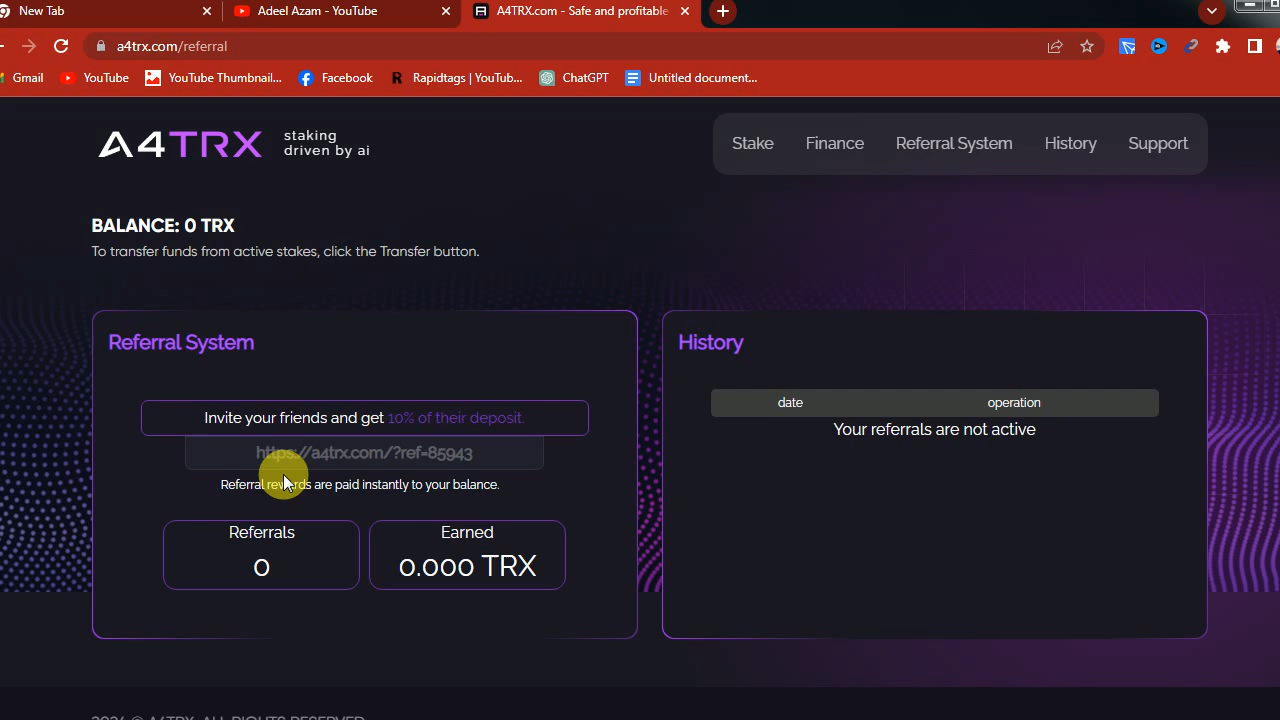 New Tab
Adeel Azam - YouTube
A4TRX.com - Safe and profitable
a4trx.com/referral
Gmail
YouTube
YouTube Thumbnail...
Facebook
Rapidtags | YouTub...
ChatGPT
Untitled document...
A4TRX
staking
driven by ai
Stake
Finance
Referral System
History
Support
BALANCE: 0 TRX
To transfer funds from active stakes, click the Transfer button.
Referral System
Invite your friends and get 10% of their deposit.
https://a4trx.com/?ref=85943
Referral rewards are paid instantly to your balance.
Referrals
0
Earned
0.000 TRX
History
date
operation
Your referrals are not active
A4TRX. ALL RIGHTS RESERVED